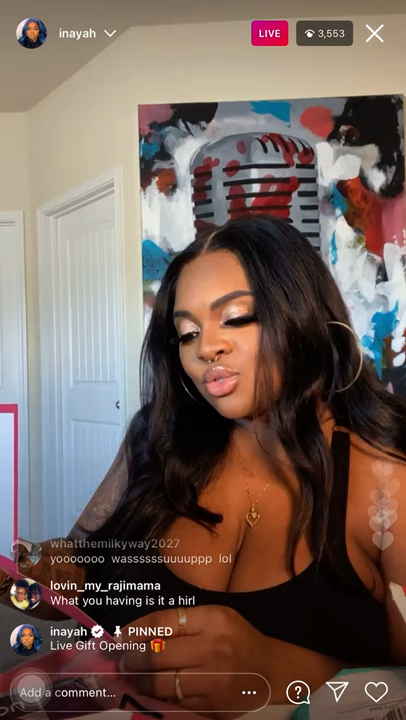 inayah
LIVE
3,553
whatthemilkyway2027
yooooooo wasssssssuuuuppp lol
lovin_my_rajimama
What you having is it a hirl
inayah PINNED
Live Gift Opening 🎁
Add a comment...